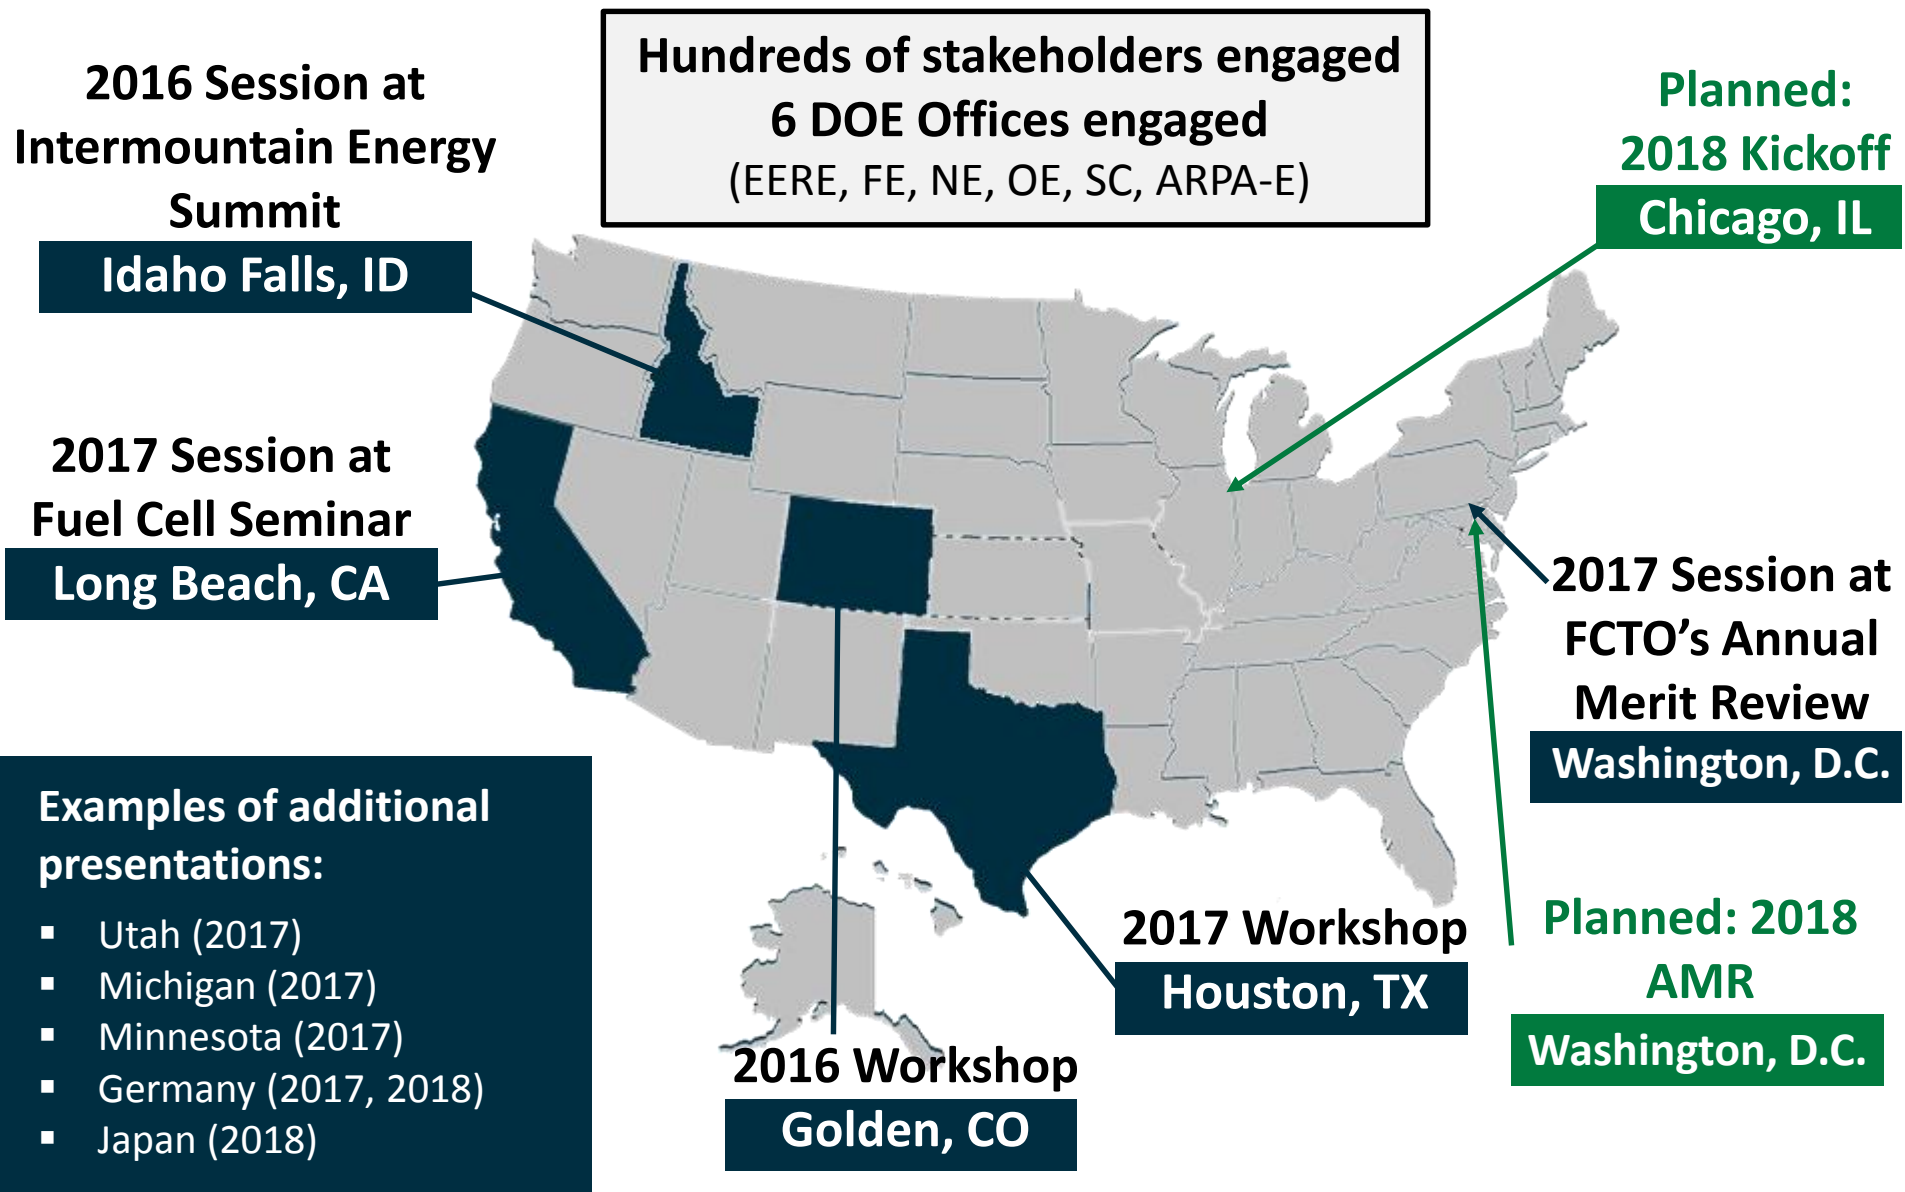 Hundreds of stakeholders engaged
6 DOE Offices engaged
(EERE, FE, NE, OE, SC, ARPA-E)
2016 Session at
Intermountain Energy
Summit
Idaho Falls, ID
Planned:
2018 Kickoff
Chicago, IL
2017 Session at
Fuel Cell Seminar
Long Beach, CA
2017 Session at
FCTO’s Annual
Merit Review
Washington, D.C.
Examples of additional
presentations:
▪ Utah (2017)
▪ Michigan (2017)
▪ Minnesota (2017)
▪ Germany (2017, 2018)
▪ Japan (2018)
2017 Workshop
Houston, TX
Planned: 2018
AMR
Washington, D.C.
2016 Workshop
Golden, CO